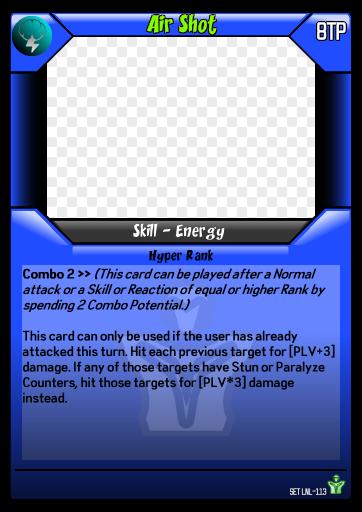 Air Shot
8TP
Skill - Energy
Hyper Rank
Combo 2 >> (This card can be played after a Normal
attack or a Skill or Reaction of equal or higher Rank by
spending 2 Combo Potential.)
This card can only be used if the user has already
attacked this turn. Hit each previous target for [PLV+3]
damage. If any of those targets have Stun or Paralyze
Counters, hit those targets for [PLV*3] damage
instead.
SET LNL-113